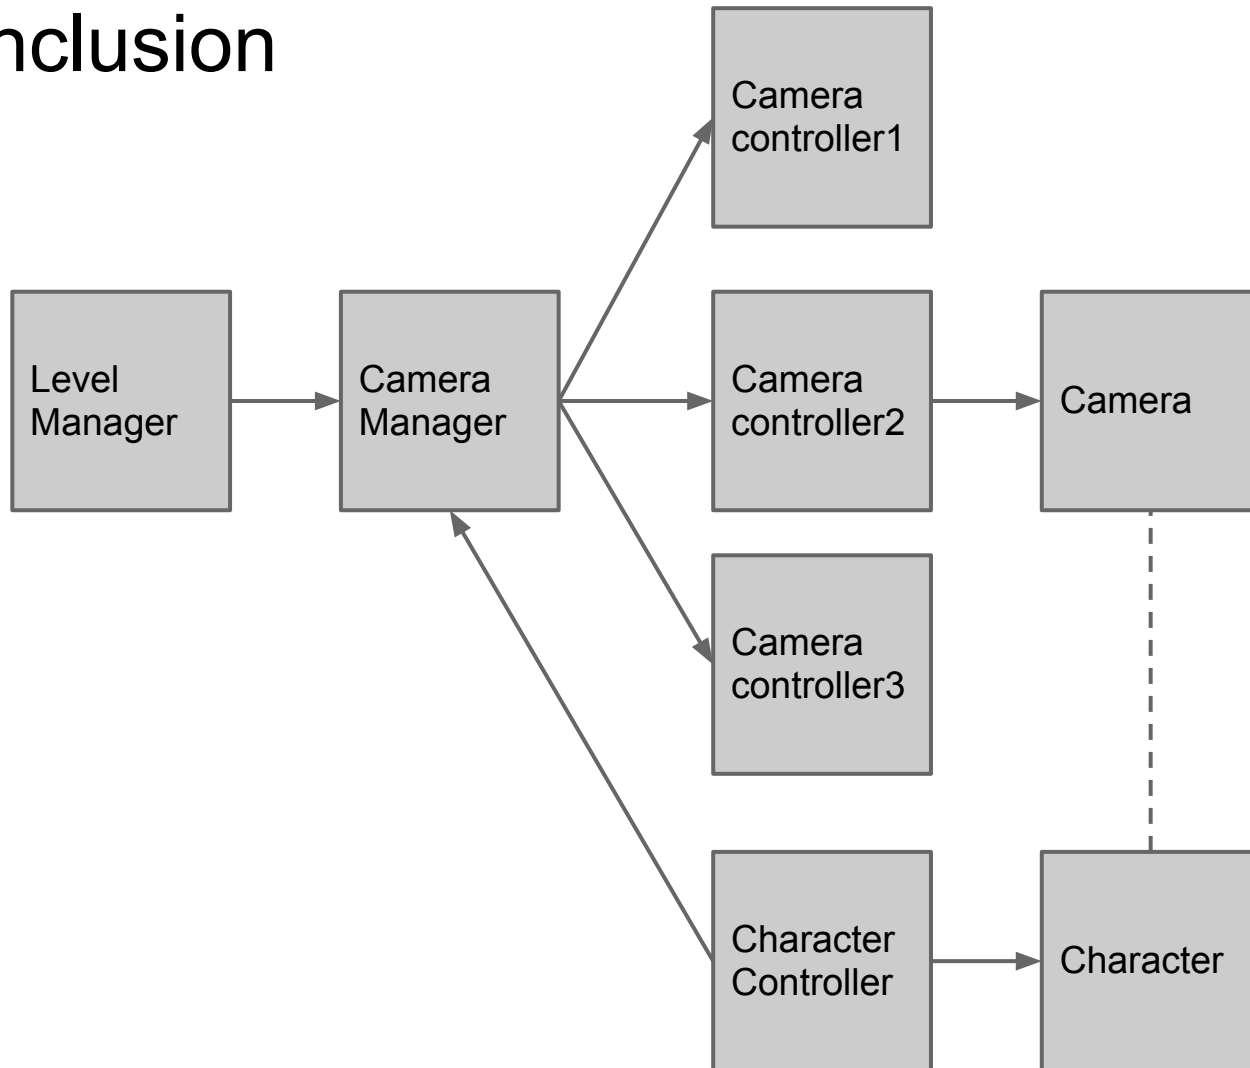 nclusion
Camera
controller1
Level
Manager
Camera
Manager
Camera
controller2
Camera
Camera
controller3
Character
Controller
Character